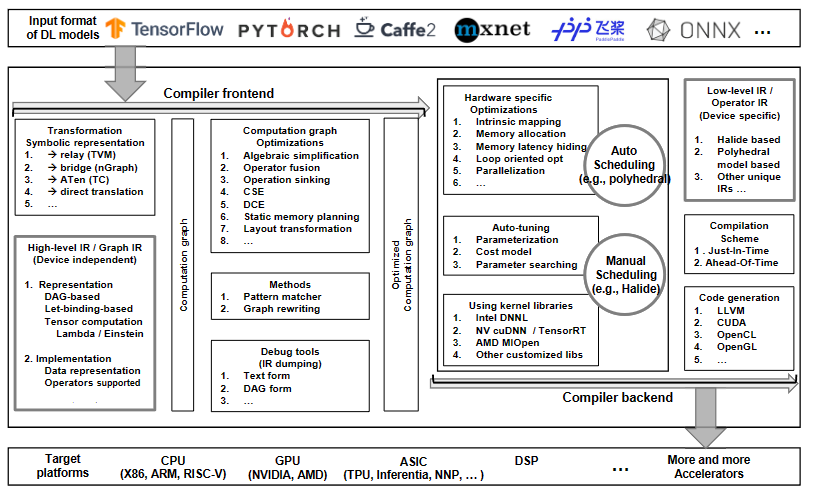 Input format
of DL models
TensorFlow
PYTORCH
Caffe2
mxnet
飞桨
PaddlePaddle
ONNX
...
Compiler frontend
Transformation
Symbolic representation
1. → relay (TVM)
2. → bridge (nGraph)
3. → ATen (TC)
4. → direct translation
5. ...
High-level IR / Graph IR
(Device independent)
1. Representation
DAG-based
Let-binding-based
Tensor computation
Lambda / Einstein
2. Implementation
Data representation
Operators supported
Computation graph
Computation graph
Optimizations
1. Algebraic simplification
2. Operator fusion
3. Operation sinking
4. CSE
5. DCE
6. Static memory planning
7. Layout transformation
8. ...
Methods
1. Pattern matcher
2. Graph rewriting
Debug tools
(IR dumping)
1. Text form
2. DAG form
3. ...
Optimized
Computation graph
Hardware specific
Optimizations
1. Intrinsic mapping
2. Memory allocation
3. Memory latency hiding
4. Loop oriented opt
5. Parallelization
6. ...
Auto
Scheduling
(e.g., polyhedral)
Auto-tuning
1. Parameterization
2. Cost model
3. Parameter searching
Manual
Scheduling
(e.g., Halide)
Using kernel libraries
1. Intel DNNL
2. NV cuDNN / TensorRT
3. AMD MIOpen
4. Other customized libs
Low-level IR /
Operator IR
(Device specific)
1. Halide based
2. Polyhedral
model based
3. Other unique
IRs ...
Compilation
Scheme
1 . Just-In-Time
2. Ahead-Of-Time
Code generation
1. LLVM
2. CUDA
3. OpenCL
4. OpenGL
5. ...
Compiler backend
Target
platforms
CPU
(X86, ARM, RISC-V)
GPU
(NVIDIA, AMD)
ASIC
(TPU, Inferentia, NNP, ... )
DSP
...
More and more
Accelerators